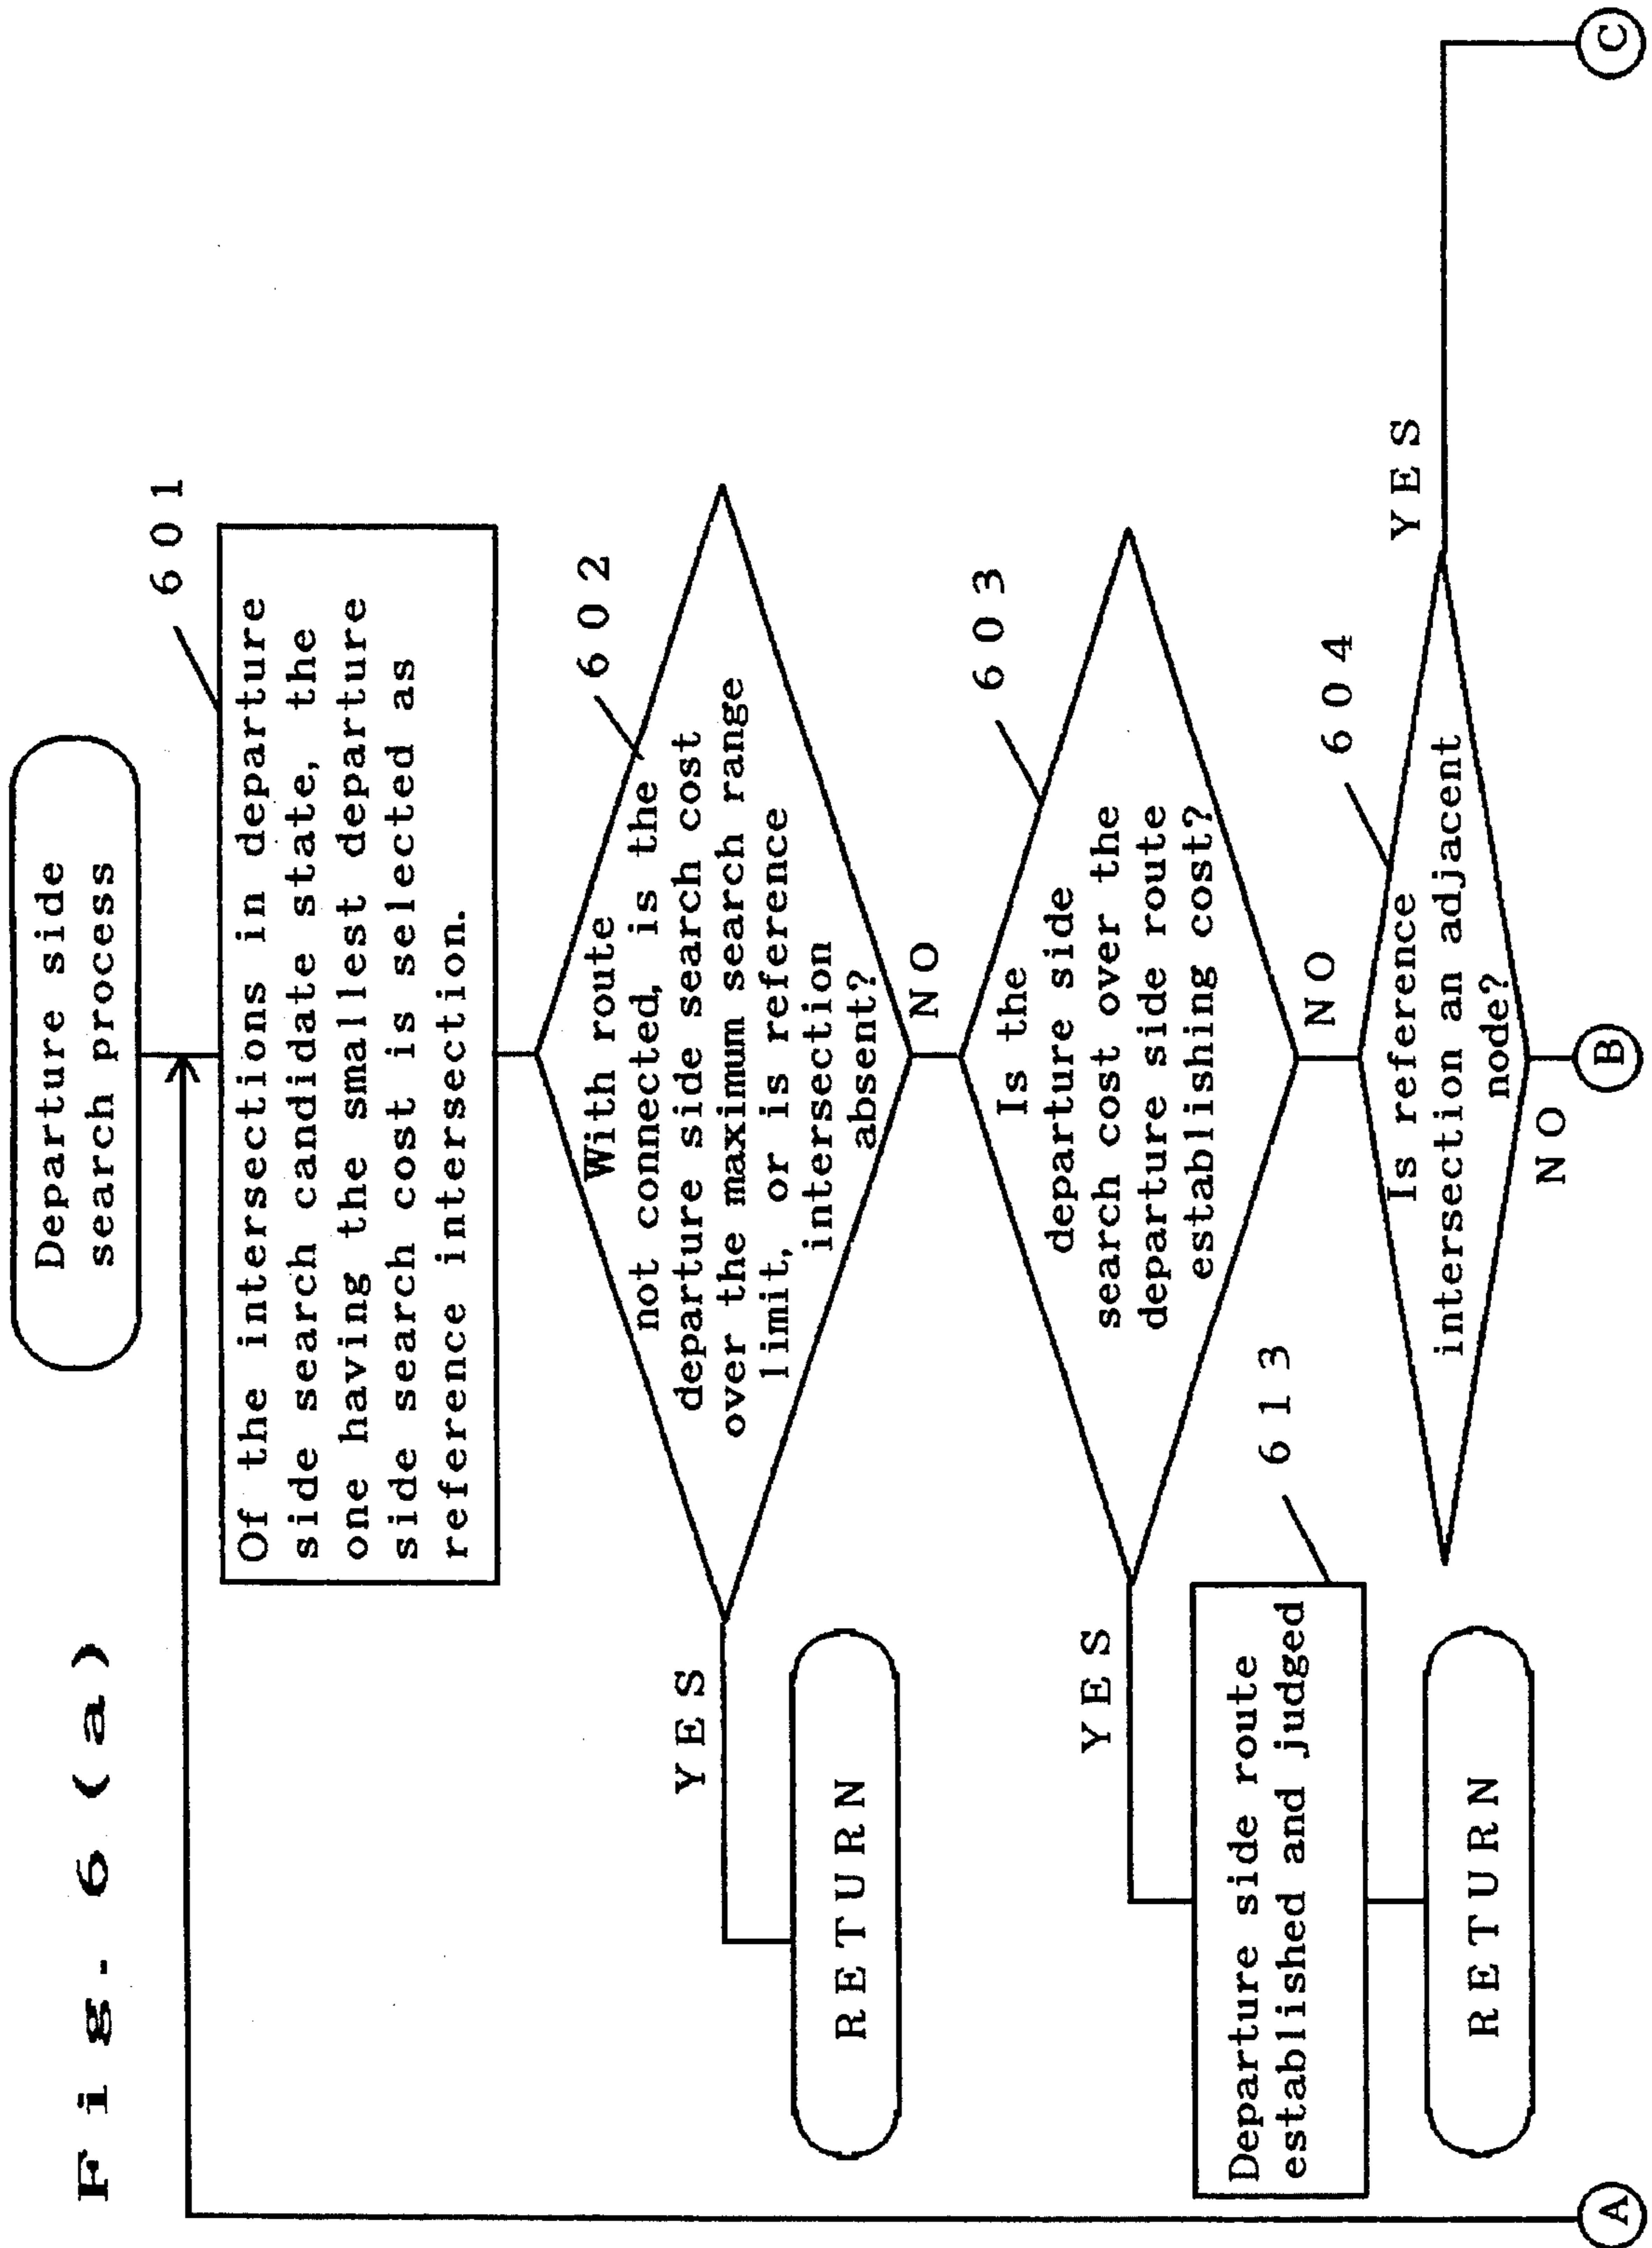 Fig. 6 (a)
Departure side
search process
601
Of the intersections in departure
side search candidate state, the
one having the smallest departure
side search cost is selected as
reference intersection.
602
With route
not connected, is the
departure side search cost
over the maximum search range
limit, or is reference
intersection
absent?
YES
NO
RETURN
603
Is the
departure side
search cost over the
departure side route
establishing cost?
YES
NO
613
Departure side route
established and judged
RETURN
604
Is reference
intersection an adjacent
node?
YES
NO
A
B
C